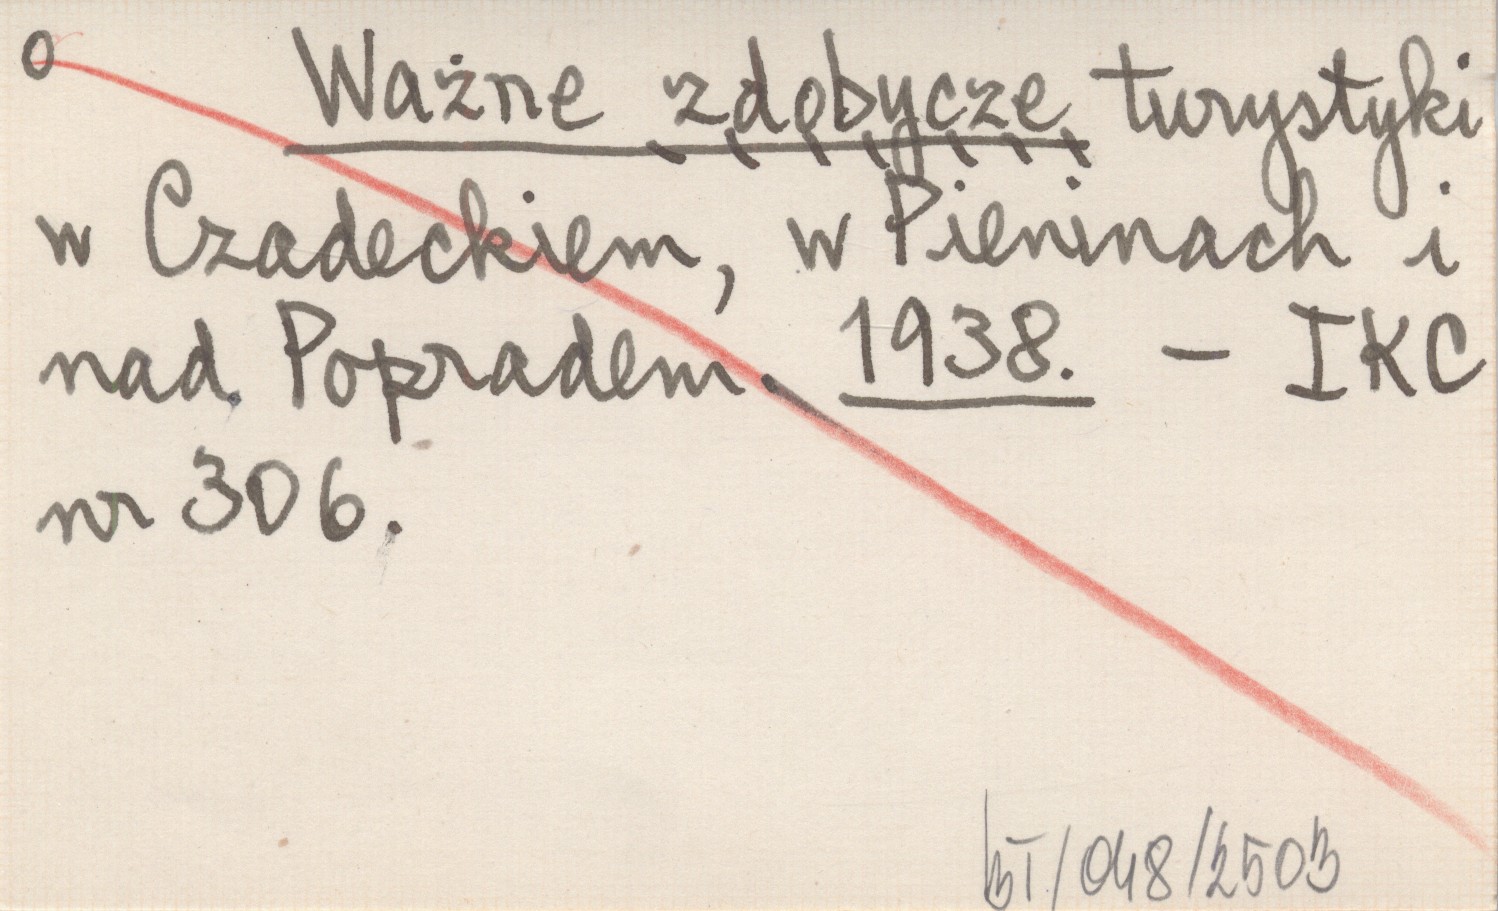 O Ważne zdobycze turystyki
w Czadeckiem, w Pieninach i
nad Popradem. 1938. – IKC
nr 306.
BT/048/2503